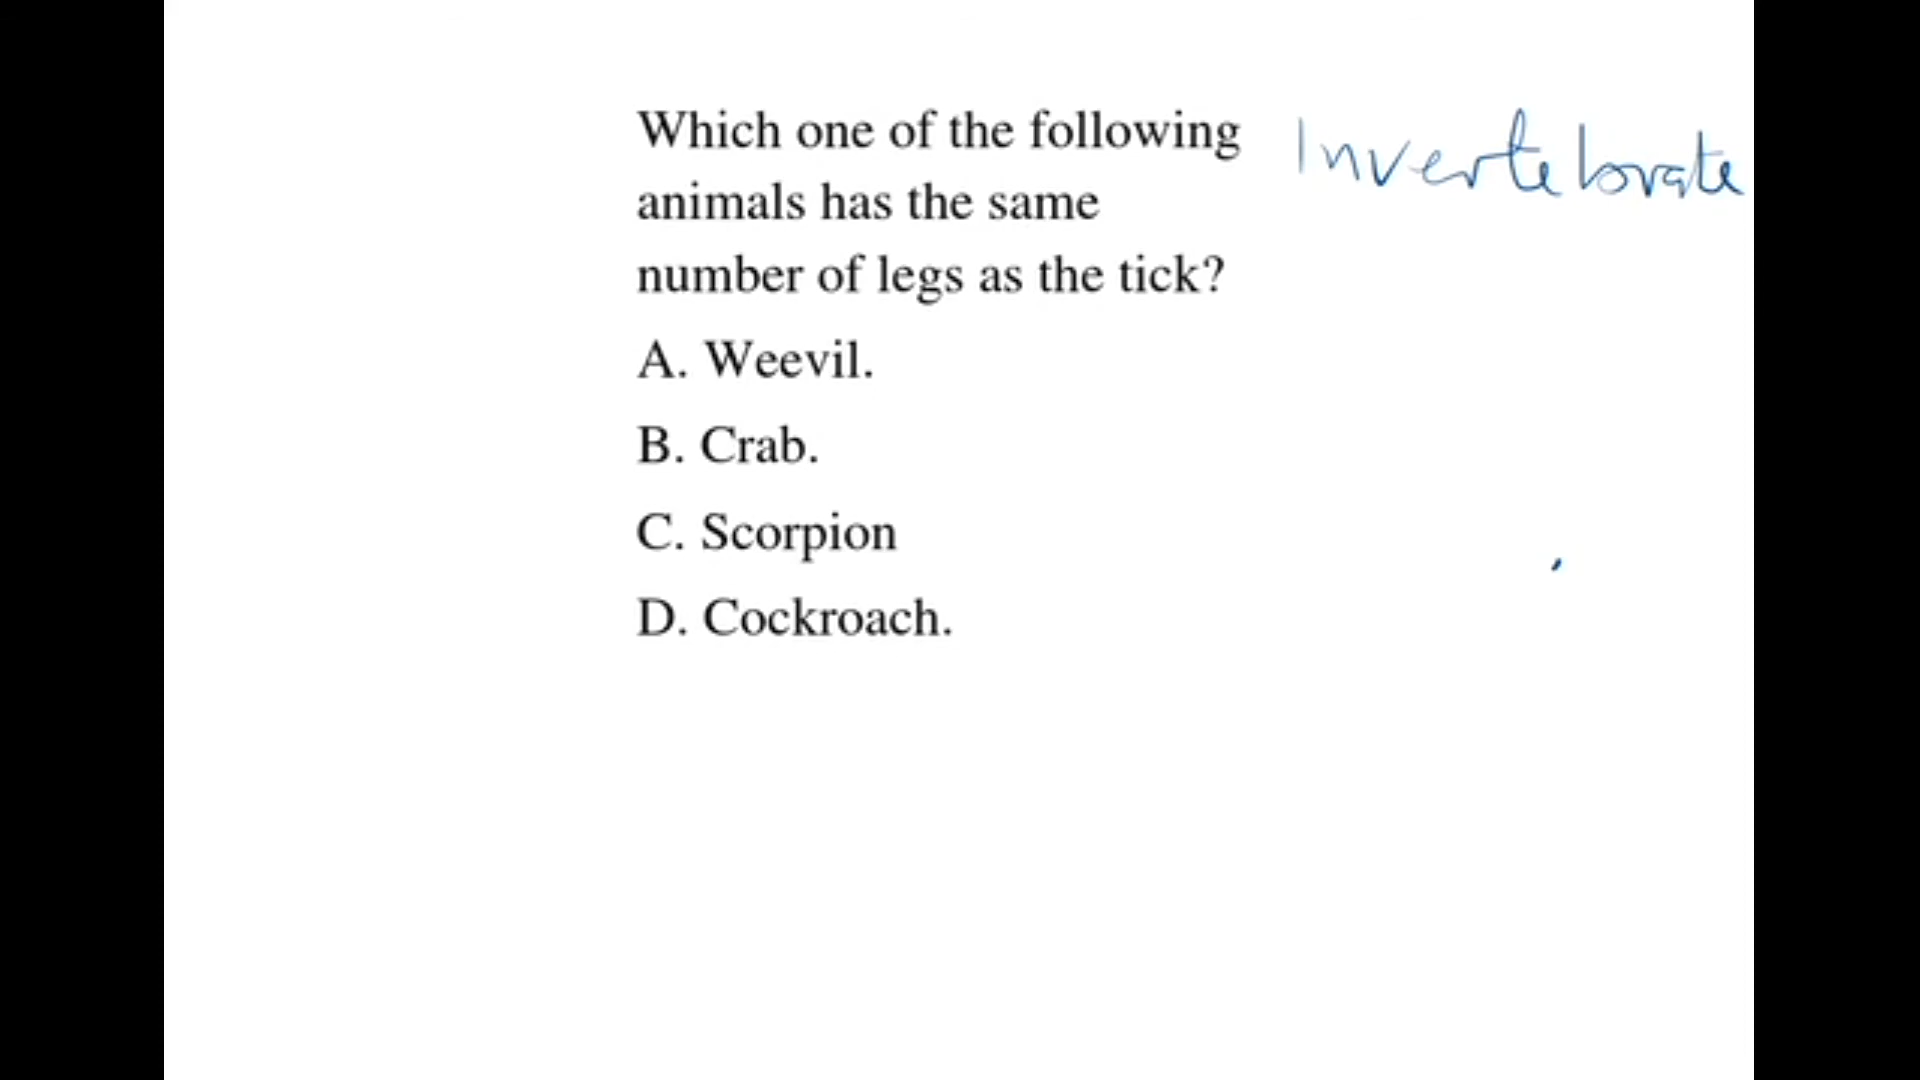 Which one of the following
Invertebrate
animals has the same
number of legs as the tick?
A. Weevil.
B. Crab.
C. Scorpion
D. Cockroach.